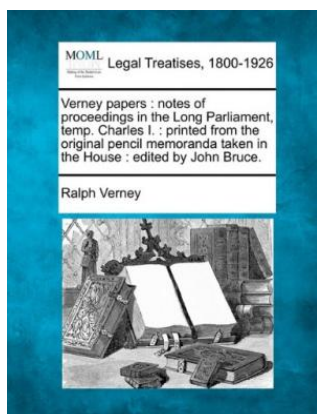 MOML Legal Treatises, 1800-1926
Verney papers : notes of
proceedings in the Long Parliament,
temp. Charles I. : printed from the
original pencil memoranda taken in
the House : edited by John Bruce.
Ralph Verney